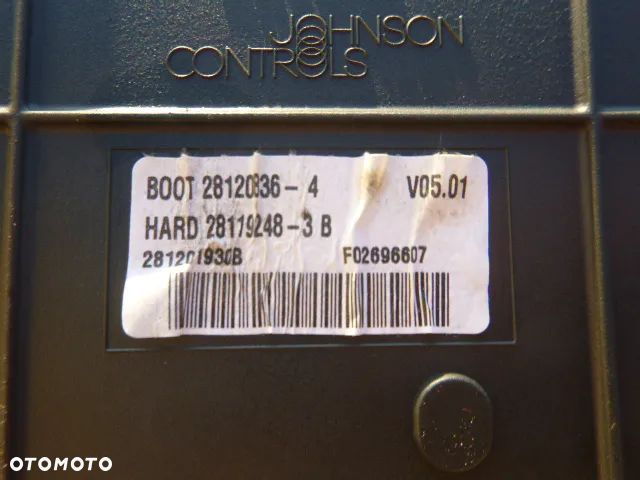 JOHNSON
CONTROLS
BOOT 28120836-4 V05.01
HARD 28119248-3 B
281201930B F02696607
OTOMOTO